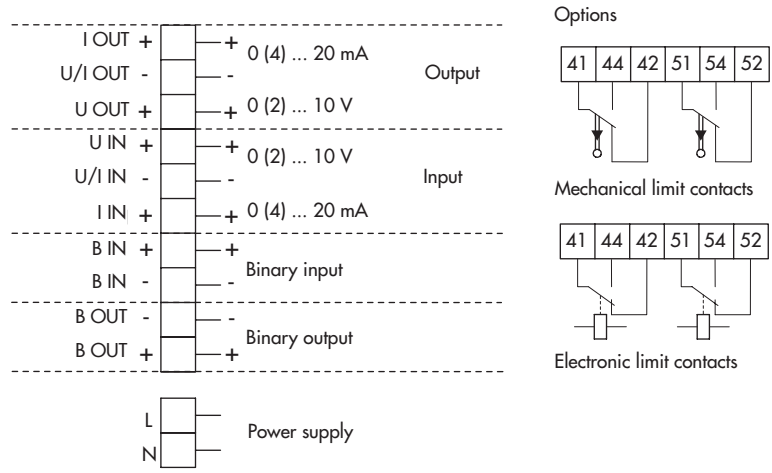 I OUT + + 0 (4) ... 20 mA
U/I OUT - - Output
U OUT + + 0 (2) ... 10 V
U IN + + 0 (2) ... 10 V
U/I IN - - Input
I IN + + 0 (4) ... 20 mA
B IN + +
Binary input
B IN - -
B OUT - -
Binary output
B OUT + +
L
Power supply
N
Options
41 44 42 51 54 52
Mechanical limit contacts
41 44 42 51 54 52
Electronic limit contacts